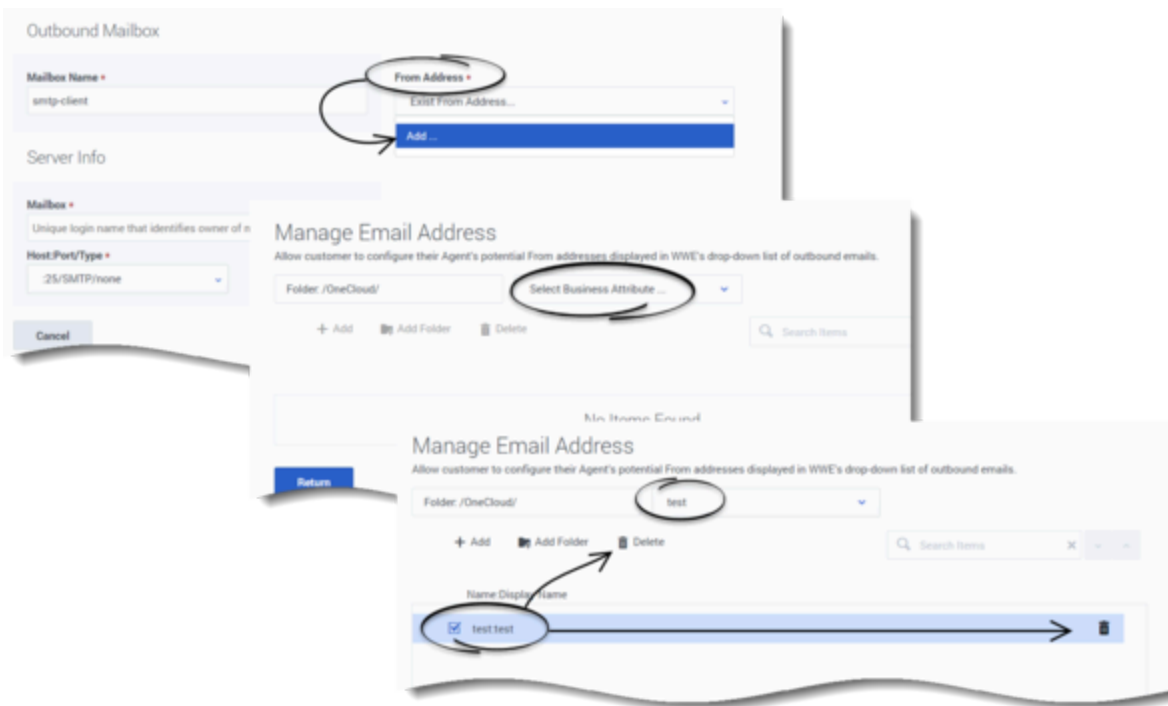 Outbound Mailbox
Mailbox Name •
From Address •
smtp-client
Exist From Address...
Add ...
Server Info
Mailbox •
Unique login name that identifies owner of
Host:Port/Type •
:25/SMTP/none
Cancel
Manage Email Address
Allow customer to configure their Agent's potential From addresses displayed in WWE's drop-down list of outbound emails.
Folder: /OneCloud/
Select Business Attribute ...
+ Add
Add Folder
Delete
Search Items
No Items Found
Return
Manage Email Address
Allow customer to configure their Agent's potential From addresses displayed in WWE's drop-down list of outbound emails.
Folder: /OneCloud/
test
+ Add
Add Folder
Delete
Search Items
Name:Display Name
test:test